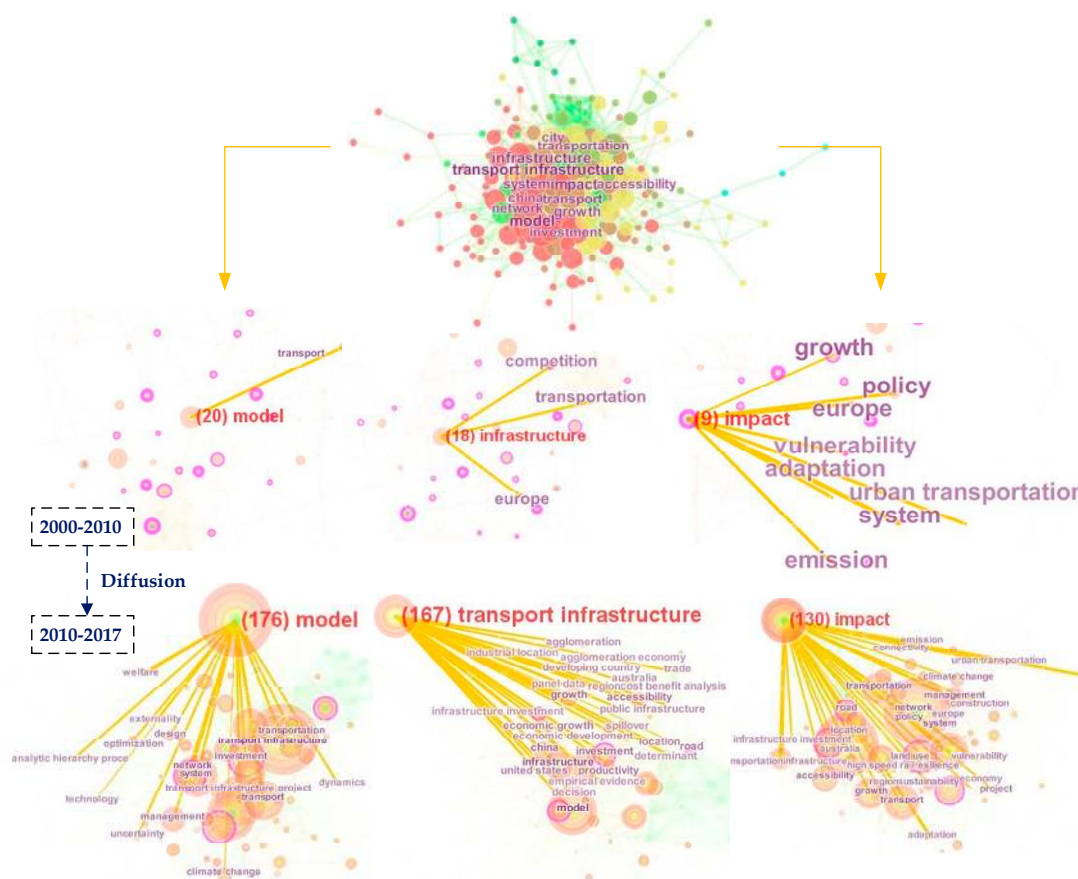 city
transportation
infrastructure
transport infrastructure
system impact accessibility
china transport
network growth
model
investment
transport
(20) model
competition
transportation
(18) infrastructure
europe
growth
policy
europe
(9) impact
vulnerability
adaptation
urban transportation
system
emission
2000-2010
Diffusion
2010-2017
(176) model
welfare
externality
design
transportation
optimization
transport infrastructure
analytic hierarchy proce
investment
network
system
dynamics
transport infrastructure project
technology
transport
management
uncertainty
climate change
(167) transport infrastructure
agglomeration
industrial location
agglomeration economy
developing country
trade
australia
panel data
region cost benefit analysis
growth
accessibility
infrastructure investment
public infrastructure
economic growth
spillover
economic development
location
china
investment
road
infrastructure
determinant
united states
productivity
empirical evidence
decision
model
(130) impact
emission
connectivity
urban transportation
climate change
transportation
management
road
network
construction
policy
europe
location
system
infrastructure investment
australia
land use
vulnerability
nsportation infrastructure
high speed rail resilience
accessibility
region sustainability
economy
growth
project
transport
adaptation